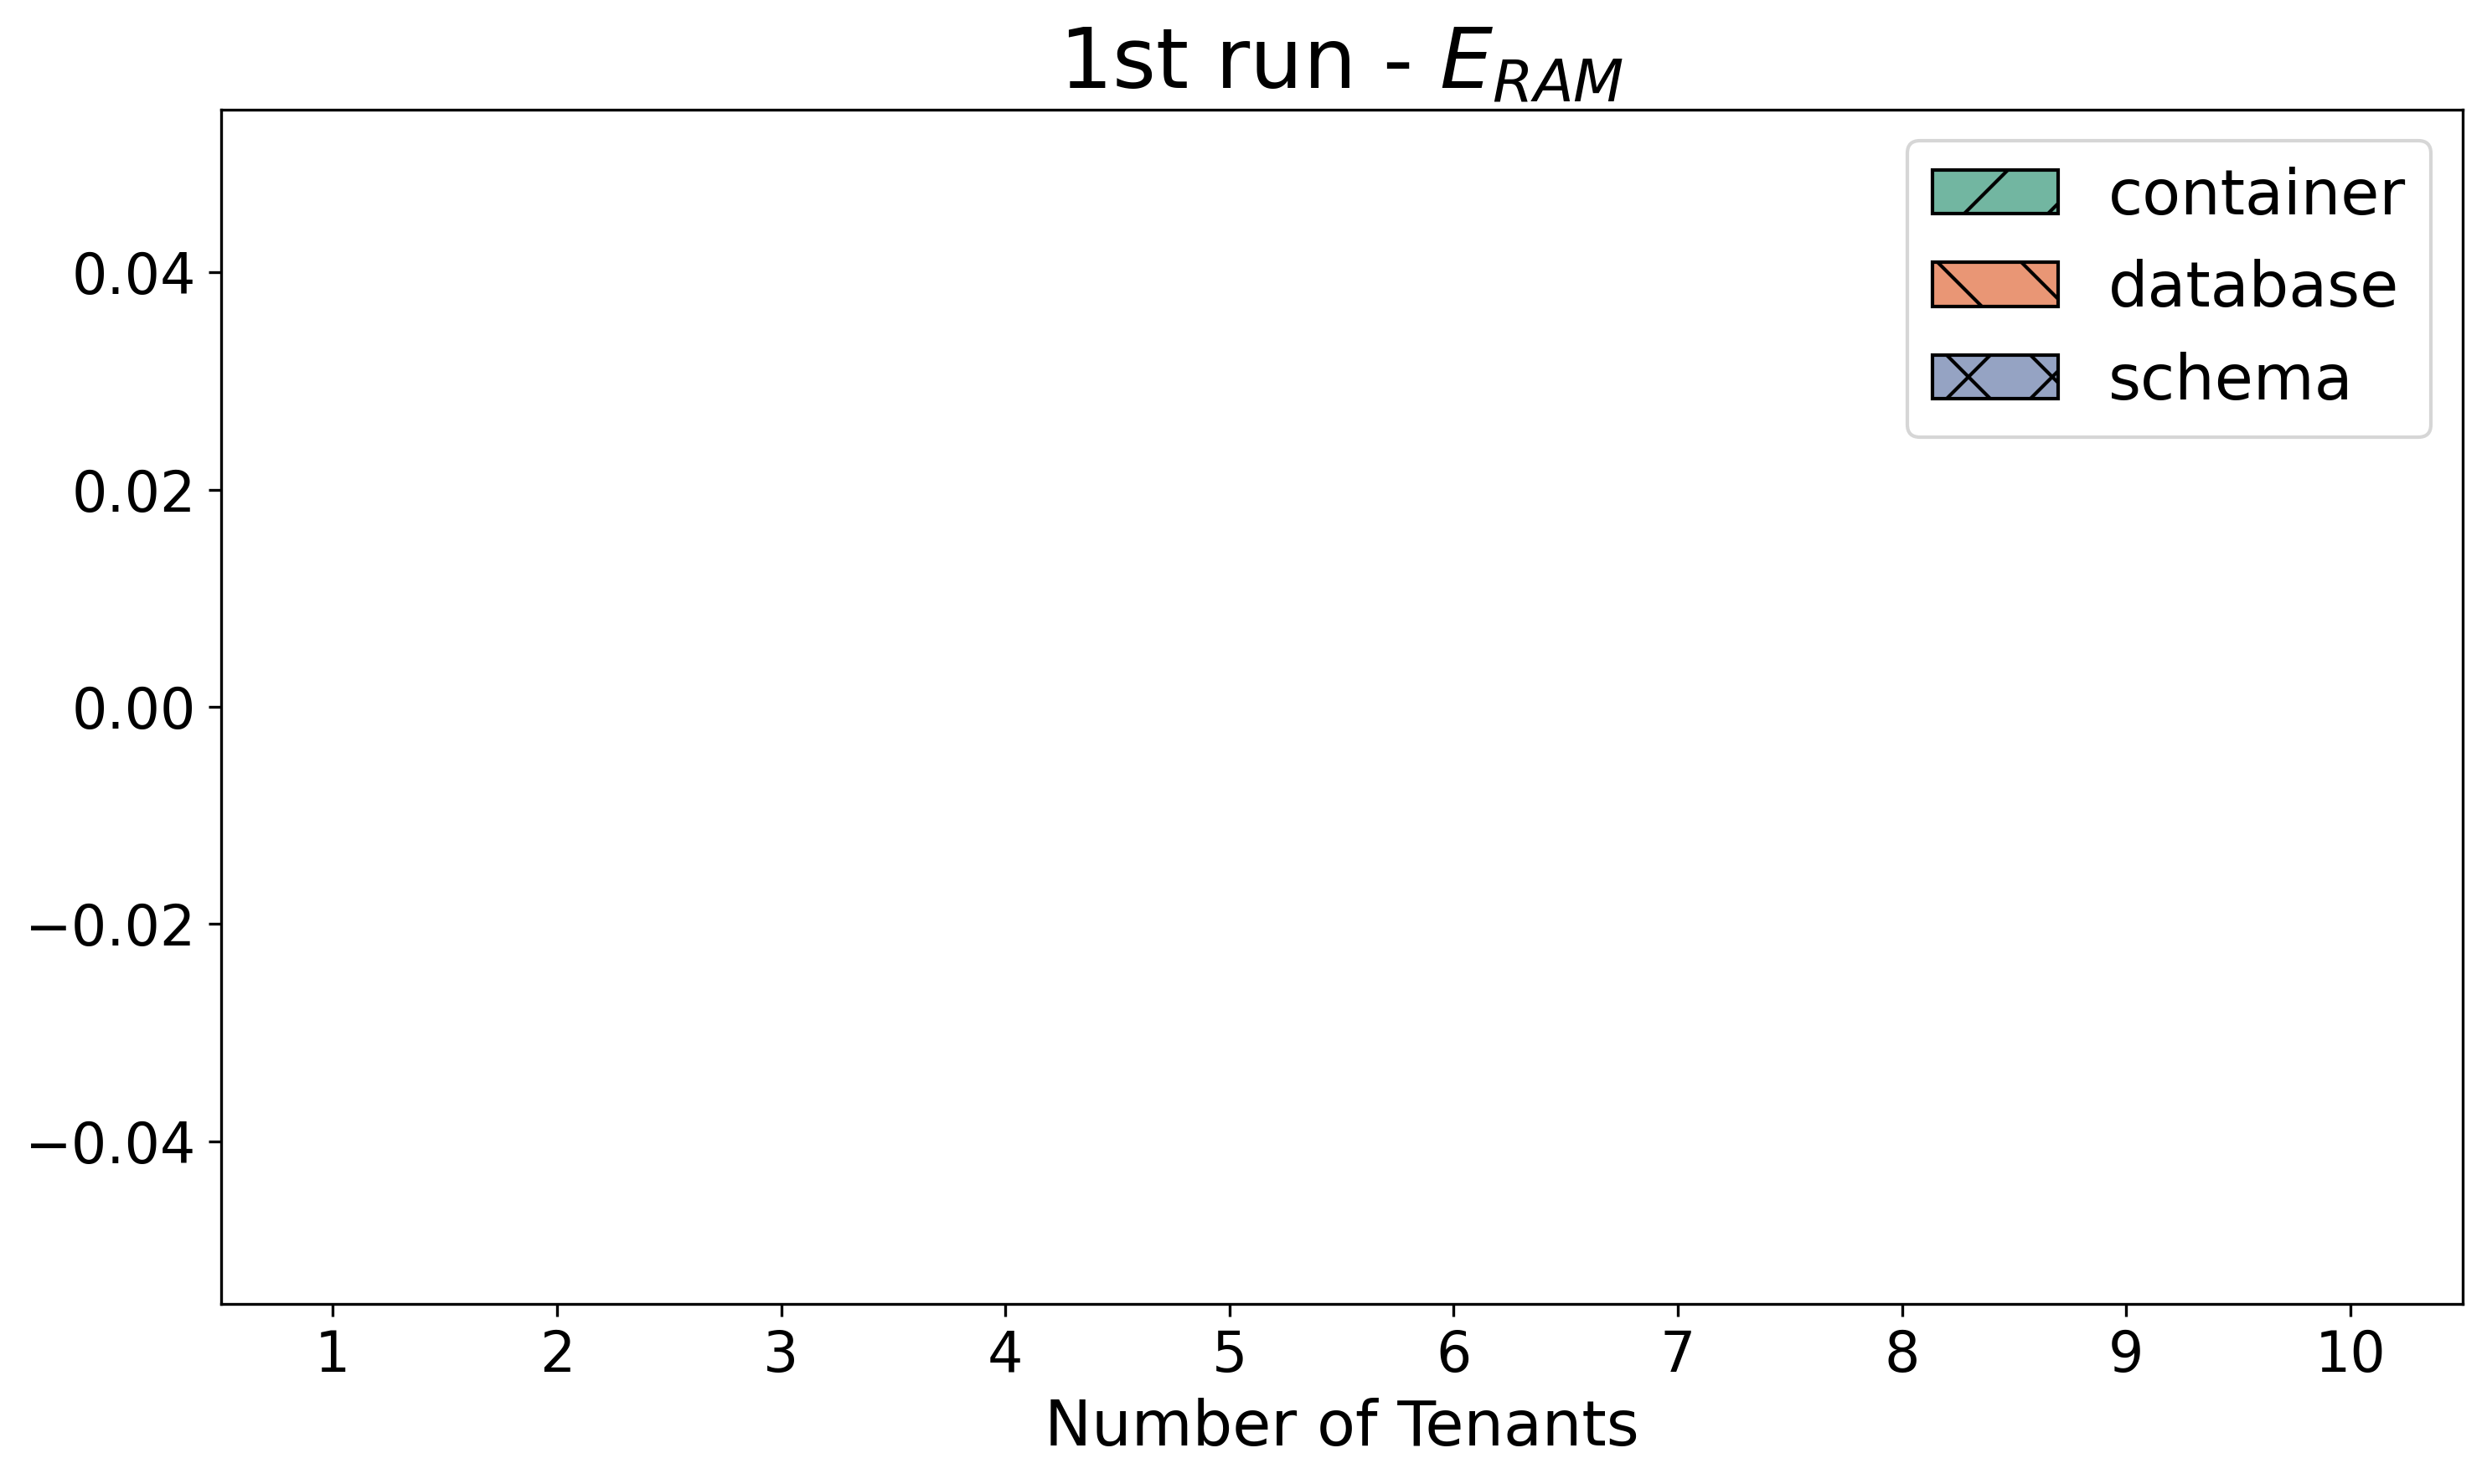 1st run - E_RAM
container
database
schema
0.04
0.02
0.00
−0.02
−0.04
1 2 3 4 5 6 7 8 9 10
Number of Tenants